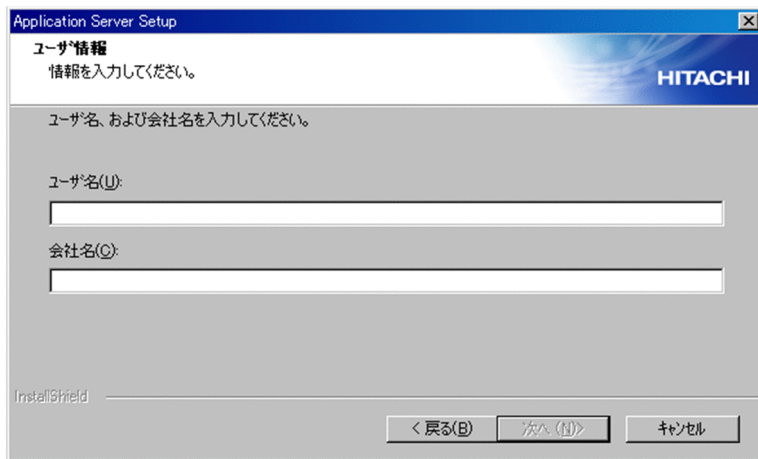 Application Server Setup
ユーザ情報
情報を入力してください。
HITACHI
ユーザ名、および会社名を入力してください。
ユーザ名(U):
会社名(C):
InstallShield
< 戻る(B)
次へ (N)>
キャンセル